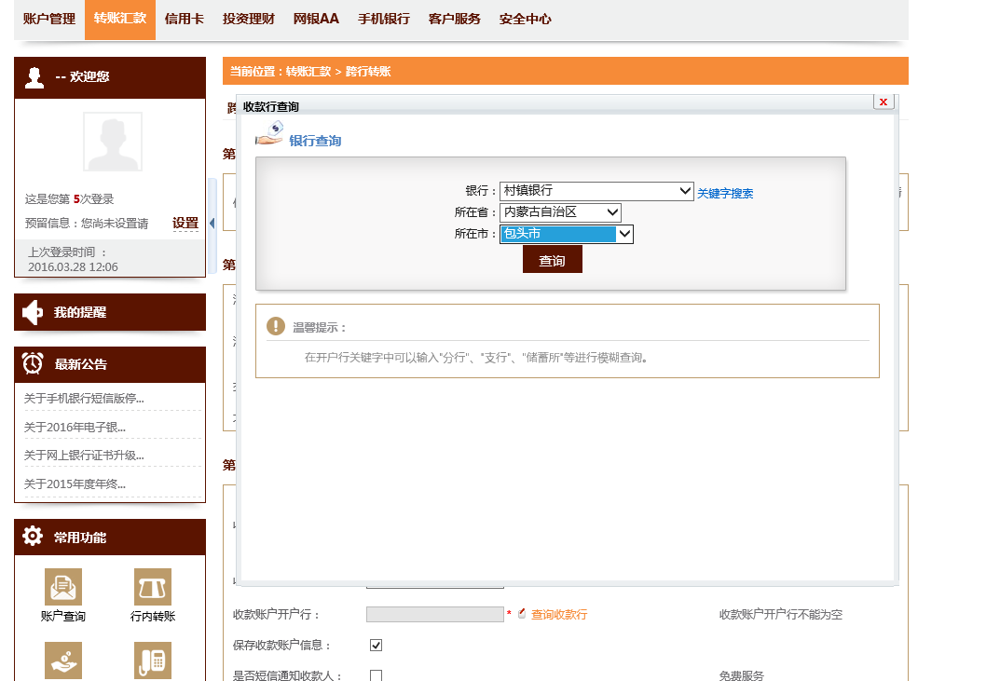 账户管理 转账汇款 信用卡 投资理财 网银AA 手机银行 客户服务 安全中心
-- 欢迎您
这是您第 5次登录
预留信息：您尚未设置请 设置
上次登录时间 ：
2016.03.28 12:06
我的提醒
最新公告
关于手机银行短信版停...
关于2016年电子银...
关于网上银行证书升级...
关于2015年度年终...
常用功能
账户查询 行内转账
当前位置：转账汇款 > 跨行转账
跨
第
第
第
收款行查询 x
银行查询
银行： 村镇银行 关键字搜索
所在省： 内蒙古自治区
所在市： 包头市
查询
温馨提示：
在开户行关键字中可以输入"分行"、"支行"、"储蓄所"等进行模糊查询。
收款账户开户行： * 查询收款行 收款账户开户行不能为空
保存收款账户信息：
是否短信通知收款人： 免费服务